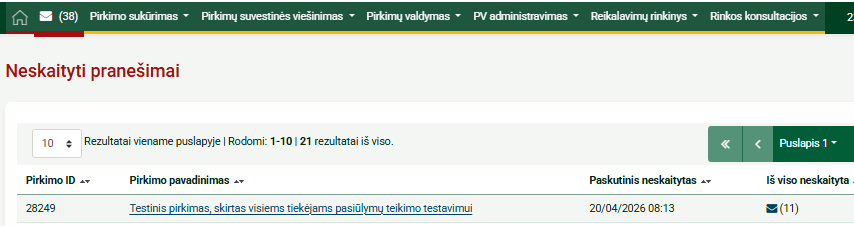 (38) Pirkimo sukūrimas Pirkimų suvestinės viešinimas Pirkimų valdymas PV administravimas Reikalavimų rinkinys Rinkos konsultacijos 2
Neskaityti pranešimai
10 Rezultatai viename puslapyje | Rodomi: 1-10 | 21 rezultatai iš viso. « ‹ Puslapis 1
Pirkimo ID Pirkimo pavadinimas Paskutinis neskaitytas Iš viso neskaityta
28249 Testinis pirkimas, skirtas visiems tiekėjams pasiūlymų teikimo testavimui 20/04/2026 08:13 (11)